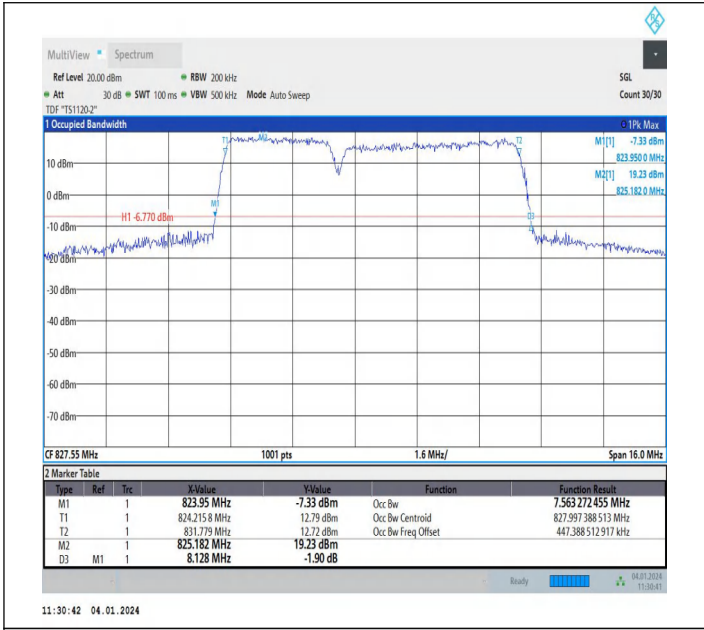 R S
MultiView Spectrum
Ref Level 20.00 dBm RBW 200 kHz SGL
Att 30 dB SWT 100 ms VBW 500 kHz Mode Auto Sweep Count 30/30
TDF "TS1120-2"
1 Occupied Bandwidth 1Pk Max
T1 M2 T2 M1[1] -7.33 dBm
823.950 0 MHz
10 dBm M2[1] 19.23 dBm
825.182 0 MHz
0 dBm
M1
H1 -6.770 dBm D3
-10 dBm
-20 dBm
-30 dBm
-40 dBm
-50 dBm
-60 dBm
-70 dBm
CF 827.55 MHz 1001 pts 1.6 MHz/ Span 16.0 MHz
2 Marker Table
Type Ref Trc X-Value Y-Value Function Function Result
M1 1 823.95 MHz -7.33 dBm Occ Bw 7.563 272 455 MHz
T1 1 824.215 8 MHz 12.79 dBm Occ Bw Centroid 827.997 388 513 MHz
T2 1 831.779 MHz 12.72 dBm Occ Bw Freq Offset 447.388 512 917 kHz
M2 1 825.182 MHz 19.23 dBm
D3 M1 1 8.128 MHz -1.90 dB
Ready 04.01.2024
11:30:41
11:30:42 04.01.2024